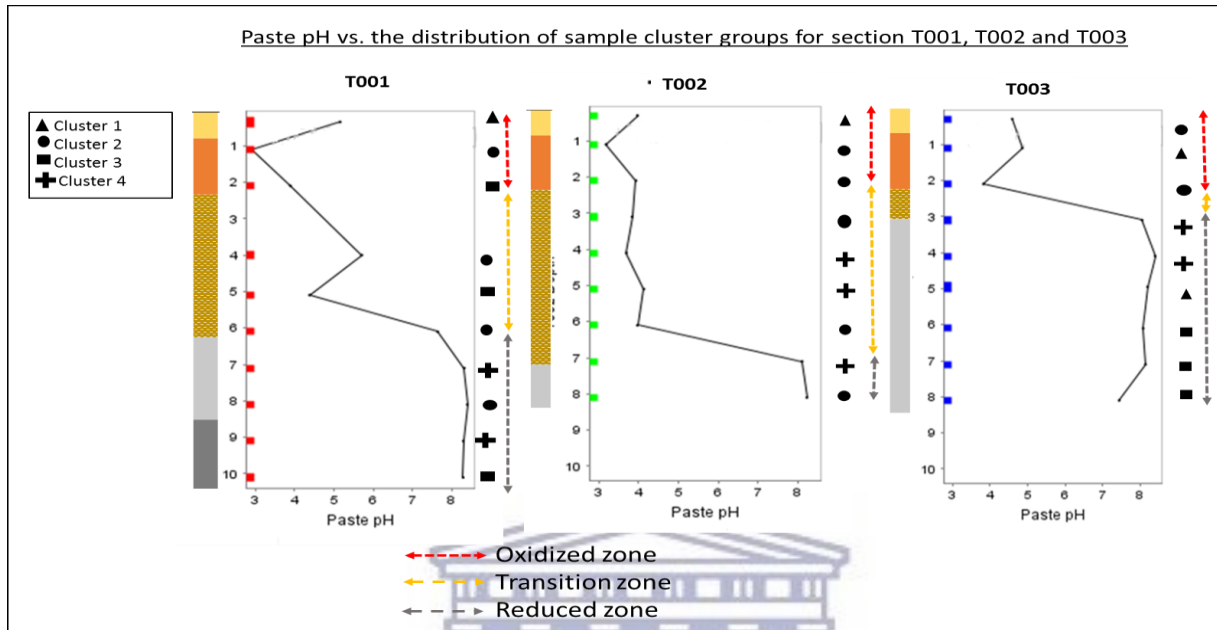 Paste pH vs. the distribution of sample cluster groups for section T001, T002 and T003
T001
T002
T003
Cluster 1
Cluster 2
Cluster 3
Cluster 4
1
2
3
4
5
6
7
8
9
10
3 4 5 6 7 8
Paste pH
1
2
3
4
5
6
7
8
9
10
3 4 5 6 7 8
Paste pH
1
2
3
4
5
6
7
8
9
10
3 4 5 6 7 8
Paste pH
Oxidized zone
Transition zone
Reduced zone